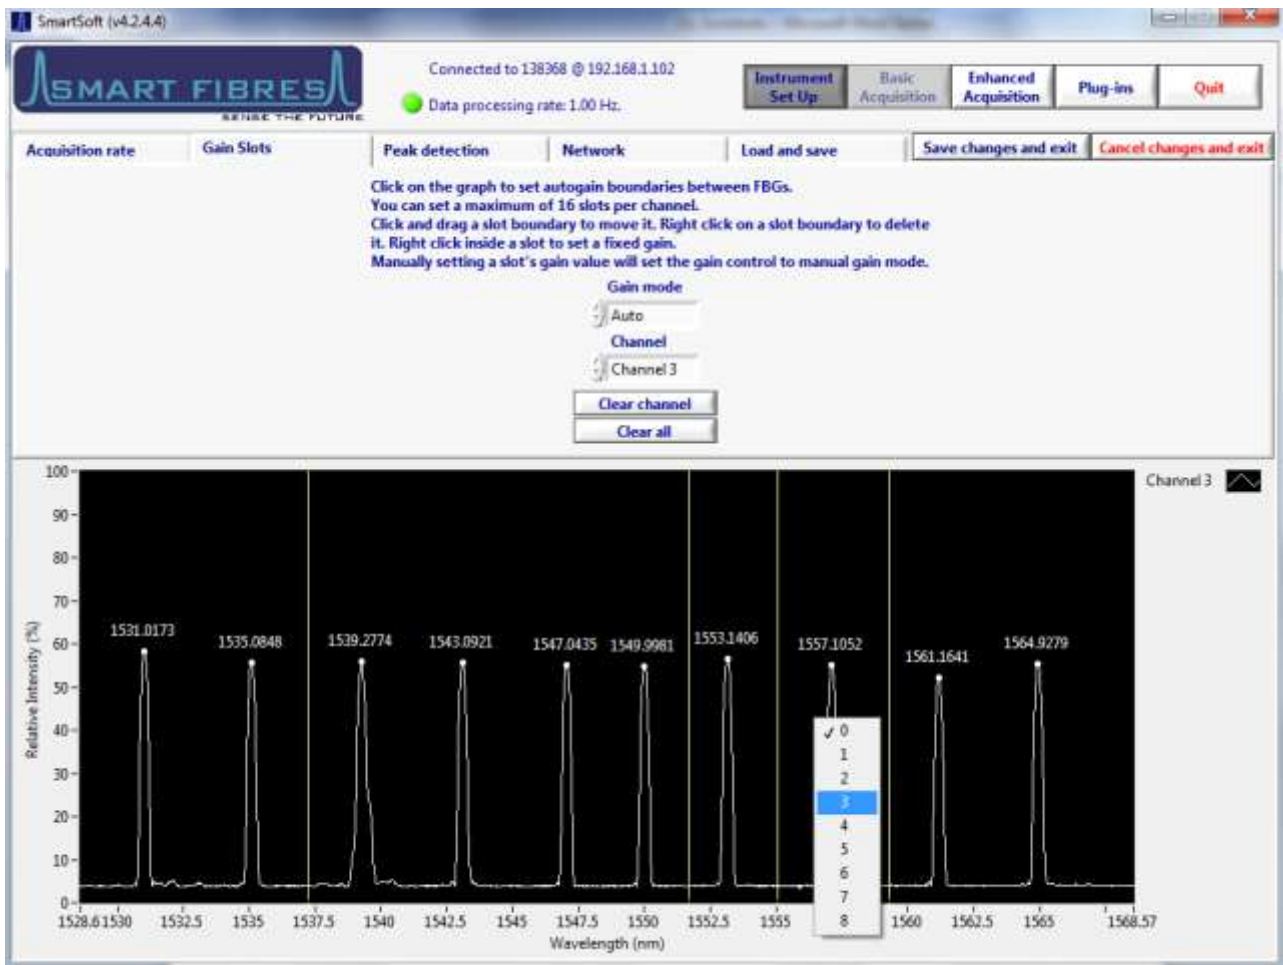 SmartSoft (v4.2.4.4)
SMART FIBRES
SENSE THE FUTURE
Connected to 138368 @ 192.168.1.102
Data processing rate: 1.00 Hz.
Instrument Set Up
Basic Acquisition
Enhanced Acquisition
Plug-ins
Quit
Acquisition rate
Gain Slots
Peak detection
Network
Load and save
Save changes and exit
Cancel changes and exit
Click on the graph to set autogain boundaries between FBGs.
You can set a maximum of 16 slots per channel.
Click and drag a slot boundary to move it. Right click on a slot boundary to delete
it. Right click inside a slot to set a fixed gain.
Manually setting a slot's gain value will set the gain control to manual gain mode.
Gain mode
Auto
Channel
Channel 3
Clear channel
Clear all
Channel 3
100
90
80
70
60
50
40
30
20
10
0
Relative Intensity (%)
1531.0173
1535.0848
1539.2774
1543.0921
1547.0435
1549.9981
1553.1406
1557.1052
1561.1641
1564.9279
✓ 0
1
2
3
4
5
6
7
8
1528.61 1530 1532.5 1535 1537.5 1540 1542.5 1545 1547.5 1550 1552.5 1555 1560 1562.5 1565 1568.57
Wavelength (nm)